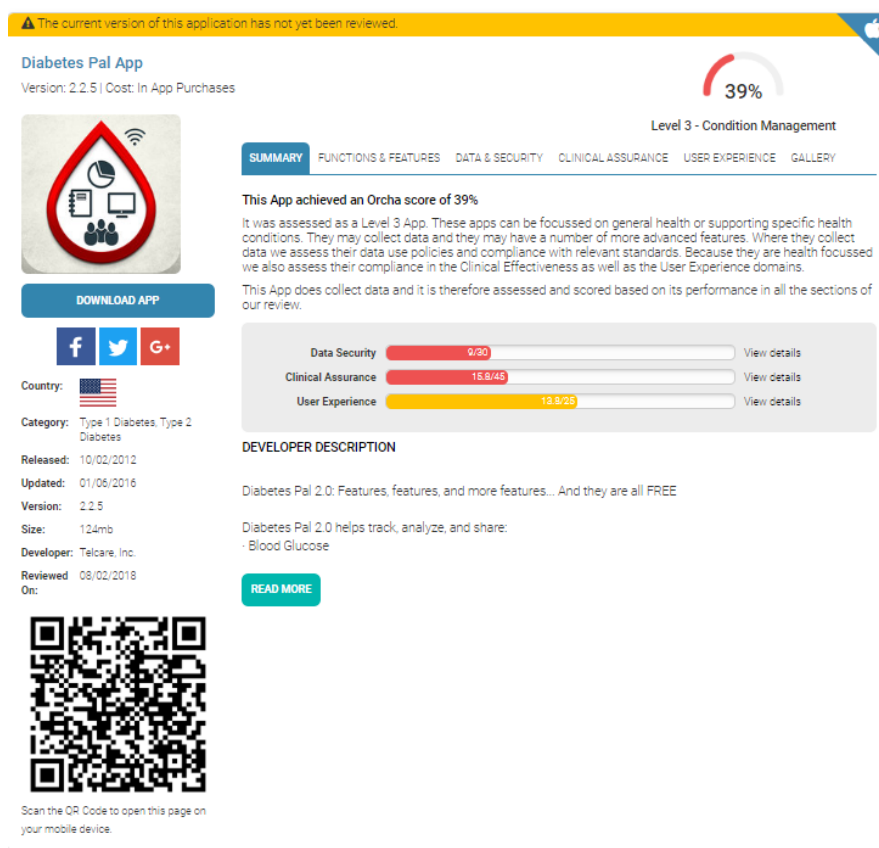 The current version of this application has not yet been reviewed.
Diabetes Pal App
Version: 2.2.5 | Cost: In App Purchases
39%
Level 3 - Condition Management
SUMMARY FUNCTIONS & FEATURES DATA & SECURITY CLINICAL ASSURANCE USER EXPERIENCE GALLERY
This App achieved an Orcha score of 39%
It was assessed as a Level 3 App. These apps can be focussed on general health or supporting specific health
conditions. They may collect data and they may have a number of more advanced features. Where they collect
data we assess their data use policies and compliance with relevant standards. Because they are health focussed
we also assess their compliance in the Clinical Effectiveness as well as the User Experience domains.
This App does collect data and it is therefore assessed and scored based on its performance in all the sections of
our review.
Data Security 9/30 View details
Clinical Assurance 15.8/45 View details
User Experience 13.8/25 View details
DEVELOPER DESCRIPTION
Diabetes Pal 2.0: Features, features, and more features... And they are all FREE
Diabetes Pal 2.0 helps track, analyze, and share:
- Blood Glucose
READ MORE
DOWNLOAD APP
f G+
Country:
Category: Type 1 Diabetes, Type 2
Diabetes
Released: 10/02/2012
Updated: 01/06/2016
Version: 2.2.5
Size: 124mb
Developer: Telcare, Inc.
Reviewed 08/02/2018
On:
Scan the QR Code to open this page on
your mobile device.